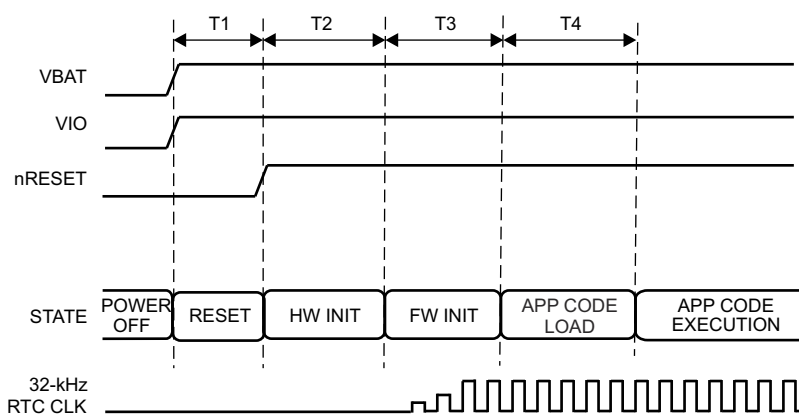 T1 T2 T3 T4
VBAT
VIO
nRESET
STATE
POWER
OFF
RESET
HW INIT
FW INIT
APP CODE
LOAD
APP CODE
EXECUTION
32-kHz
RTC CLK